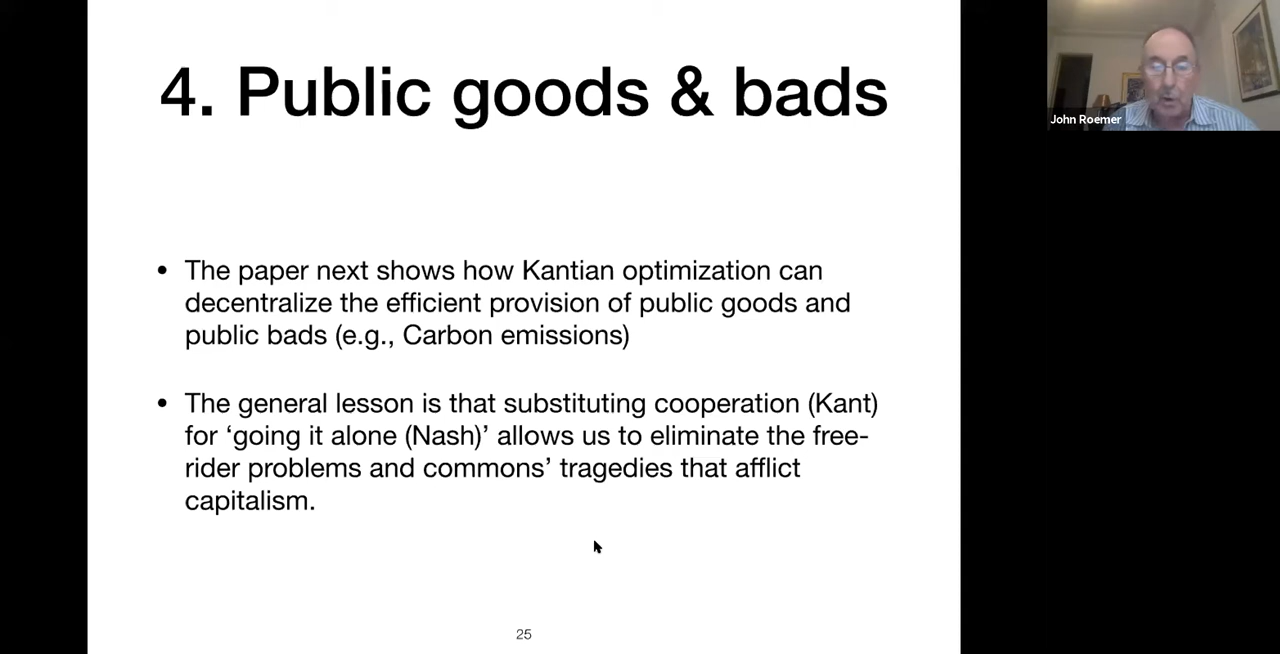 4. Public goods & bads
John Roemer
• The paper next shows how Kantian optimization can
decentralize the efficient provision of public goods and
public bads (e.g., Carbon emissions)
• The general lesson is that substituting cooperation (Kant)
for ‘going it alone (Nash)’ allows us to eliminate the free-
rider problems and commons’ tragedies that afflict
capitalism.
25